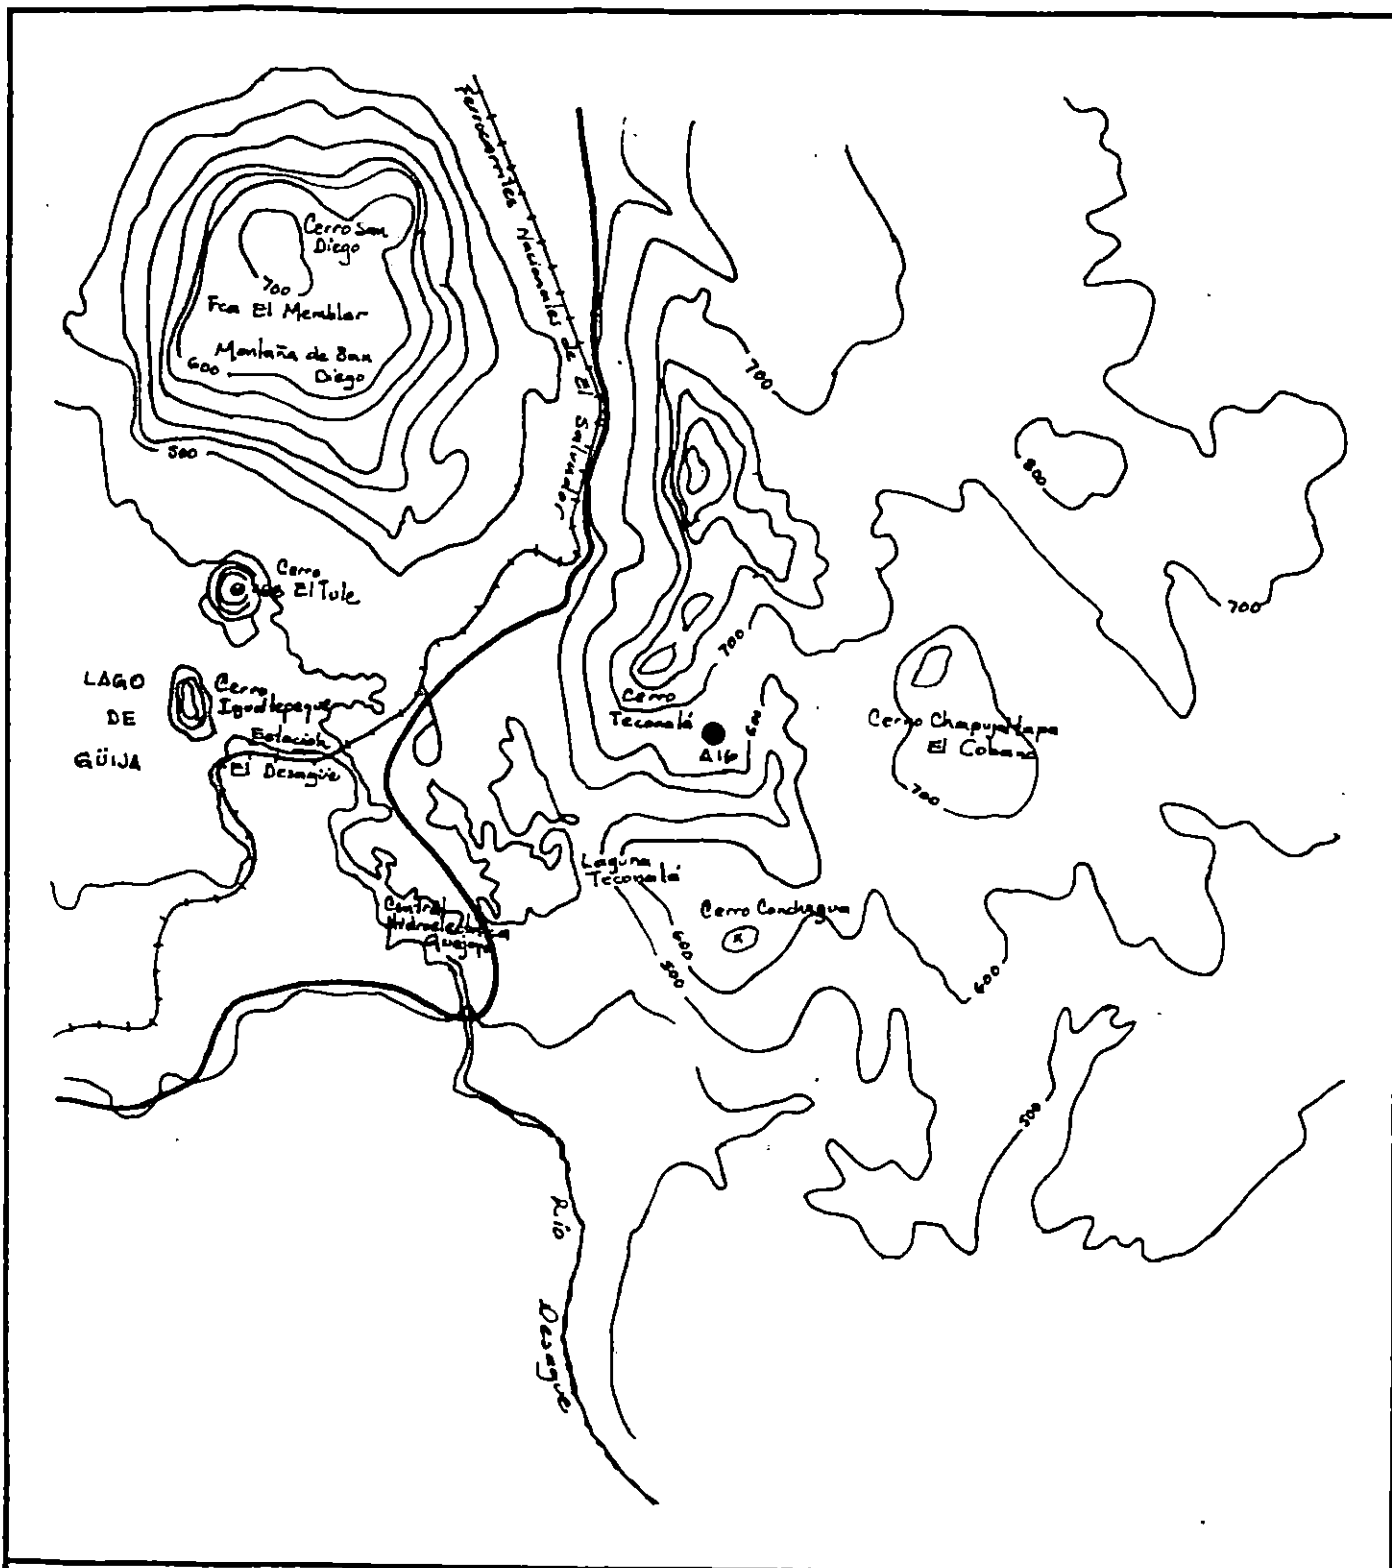 Ferrocarriles Nacionales de El Salvador
Cerro San
Diego
700
Fca El Memblar
Montaña de San
Diego
600
500
700
800
Cerro
El Tule
700
700
LAGO
DE
GÜIJA
Cerro
Igualtepeque
Estación
El Desagüe
Cerro
Teconalá
A16
600
Cerro Chapujaltapa
El Cobano
700
Laguna
Teconalá
Central
Hidroeléctrica
Guajoyo
Cerro Conchagua
x
600
500
600
500
Río
Desague